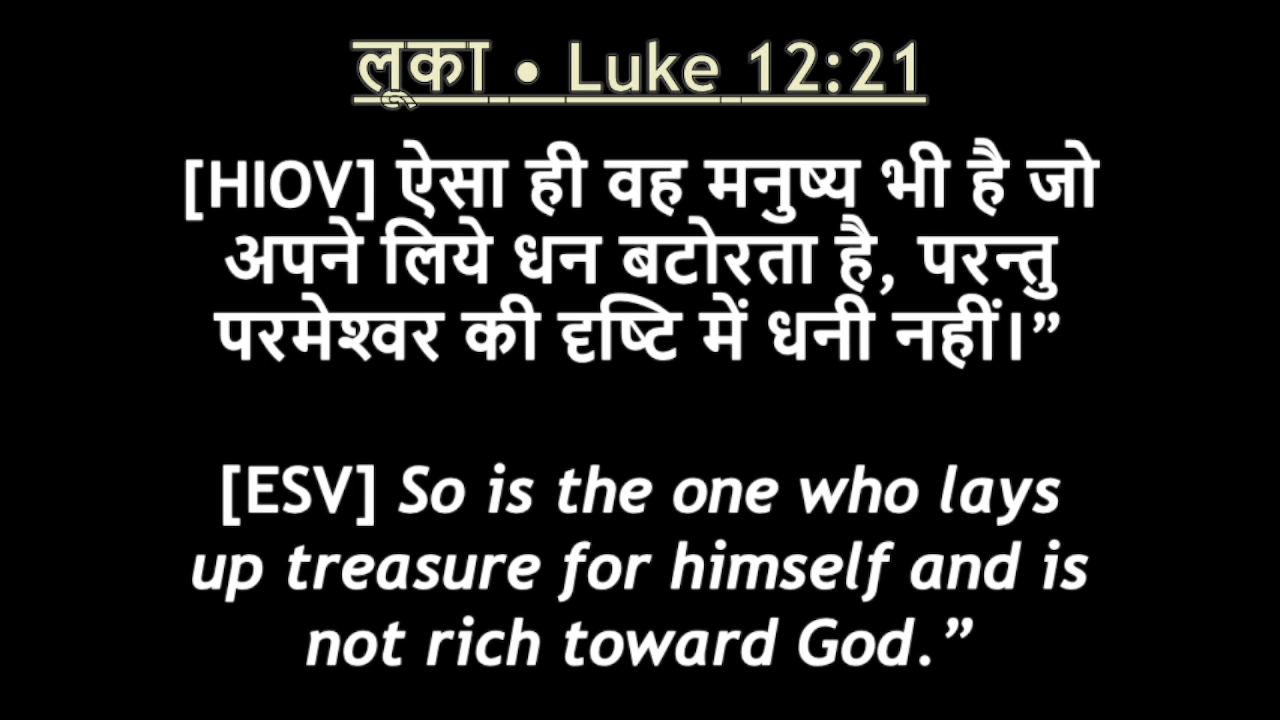 लूका • Luke 12:21
[HIOV] ऐसा ही वह मनुष्य भी है जो
अपने लिये धन बटोरता है, परन्तु
परमेश्वर की दृष्टि में धनी नहीं।”
[ESV] So is the one who lays
up treasure for himself and is
not rich toward God.”